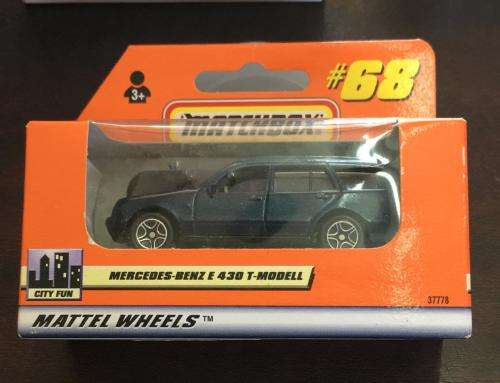 #68
3+
MATCHBOX
MERCEDES-BENZ E 430 T-MODELL
CITY FUN
37778
MATTEL WHEELS™